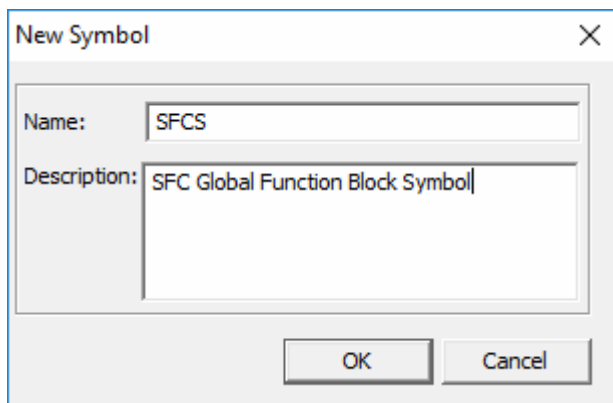 New Symbol
Name: SFCS
Description: SFC Global Function Block Symbol
OK Cancel